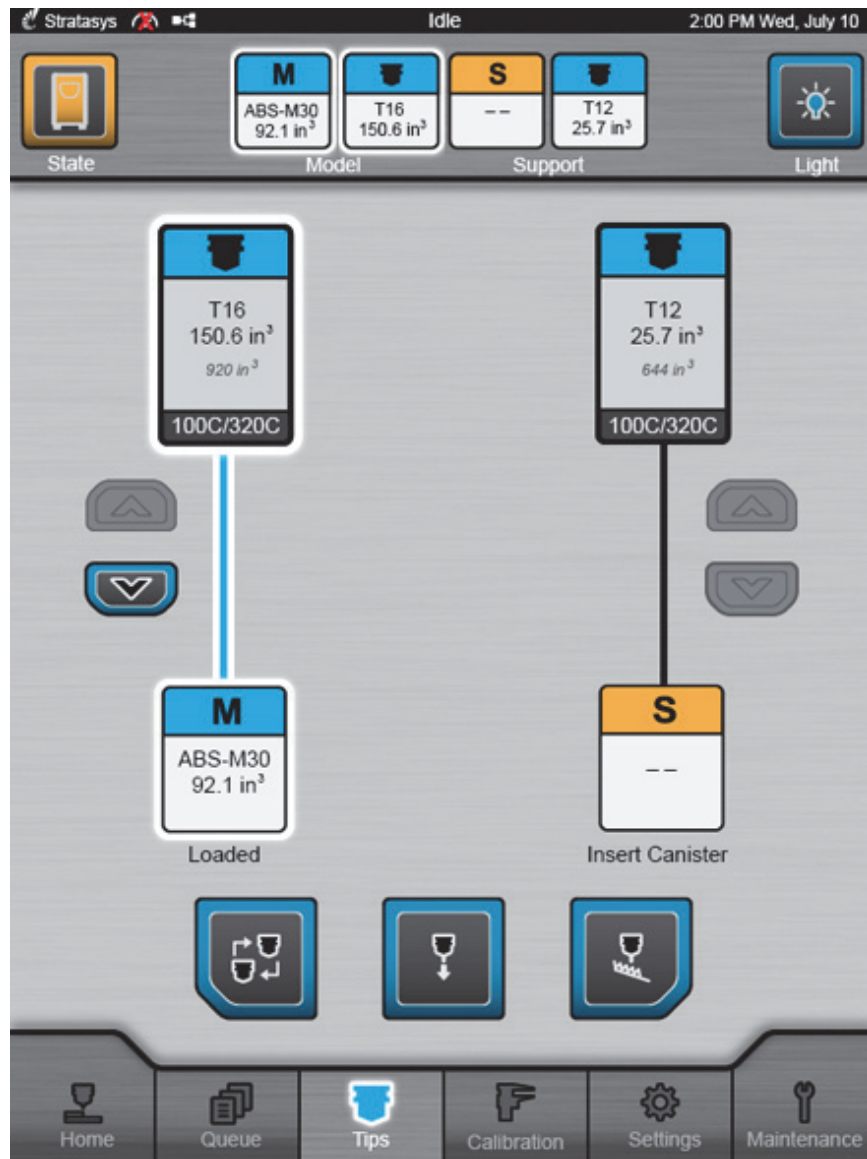 Stratasys Idle 2:00 PM Wed, July 10
M S
ABS-M30 T16 -- T12
92.1 in³ 150.6 in³ 25.7 in³
State Model Support Light
T16
150.6 in³
920 in³
100C/320C
T12
25.7 in³
644 in³
100C/320C
M
ABS-M30
92.1 in³
Loaded
S
--
Insert Canister
Home Queue Tips Calibration Settings Maintenance